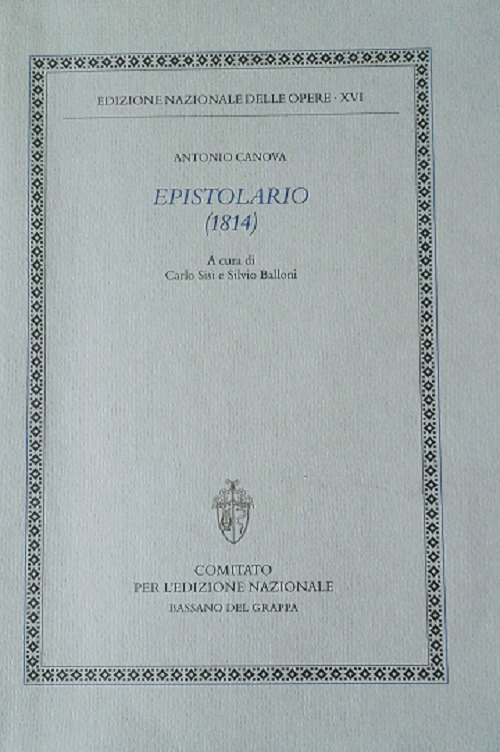 EDIZIONE NAZIONALE DELLE OPERE · XVI
ANTONIO CANOVA
EPISTOLARIO
(1814)
A cura di
Carlo Sisi e Silvio Balloni
COMITATO
PER L'EDIZIONE NAZIONALE
BASSANO DEL GRAPPA